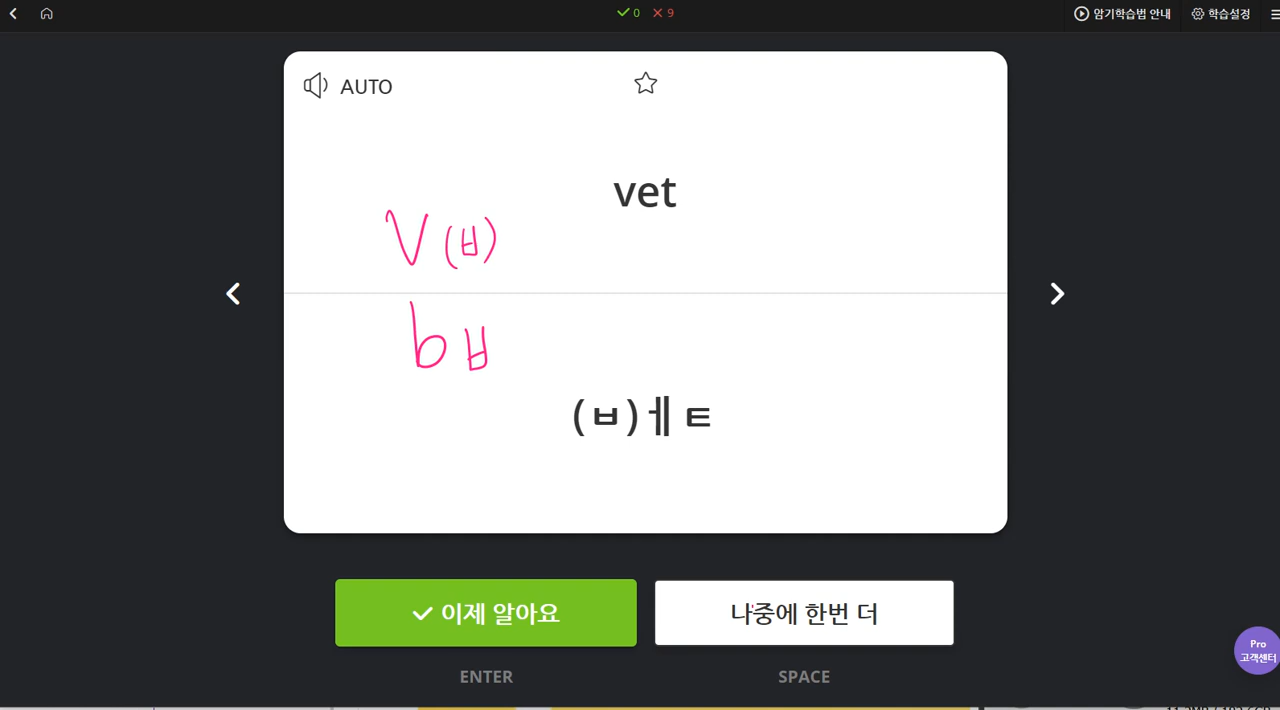 0 9 암기학습법 안내 학습설정
AUTO
vet
V (ㅂ)
b ㅂ
(ㅂ)ㅔㅌ
이제 알아요 나중에 한번 더
ENTER SPACE
Pro
고객센터